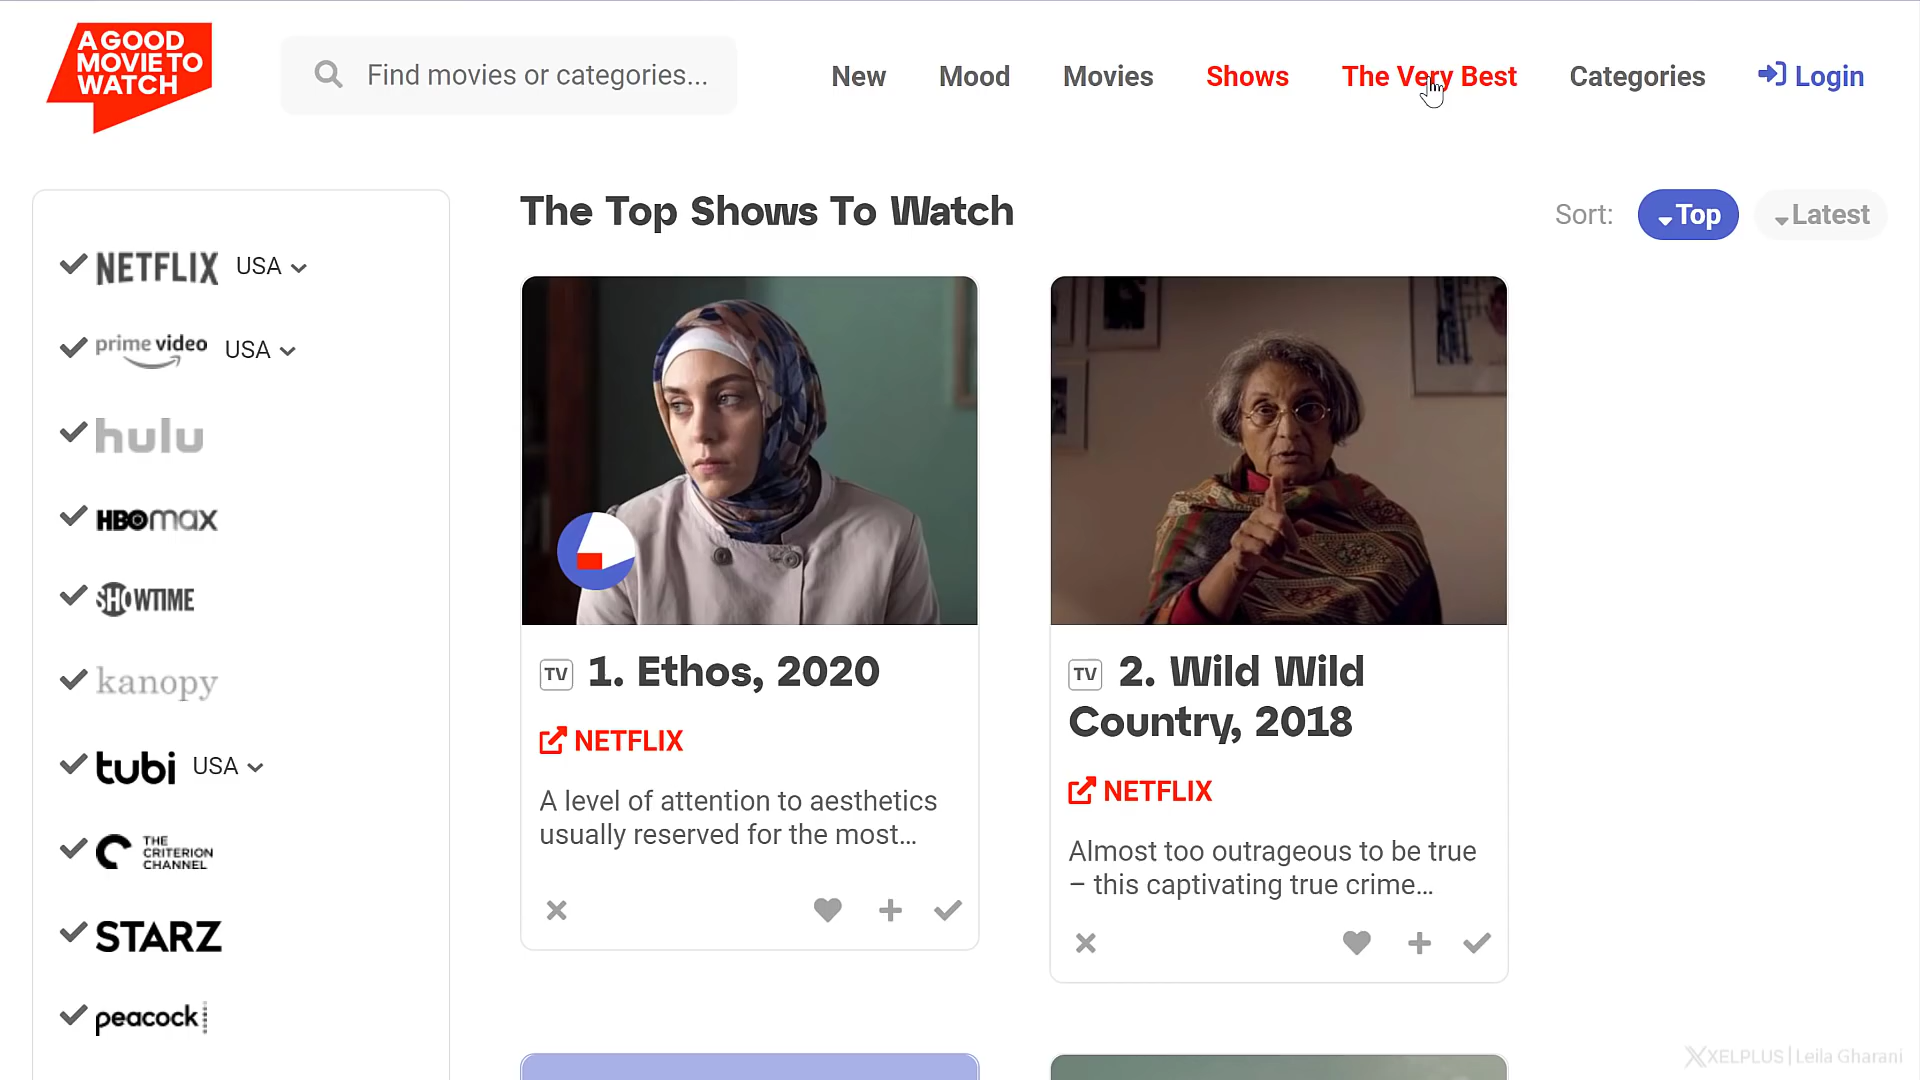 A GOOD
MOVIE TO
WATCH
Find movies or categories...
New
Mood
Movies
Shows
The Very Best
Categories
Login
The Top Shows To Watch
Sort:
Top
Latest
NETFLIX USA
prime video USA
hulu
HBOmax
SHOWTIME
kanopy
tubi USA
THE
CRITERION
CHANNEL
STARZ
peacock
TV 1. Ethos, 2020
NETFLIX
A level of attention to aesthetics
usually reserved for the most...
TV 2. Wild Wild
Country, 2018
NETFLIX
Almost too outrageous to be true
– this captivating true crime...
XELPLUS | Leila Gharani